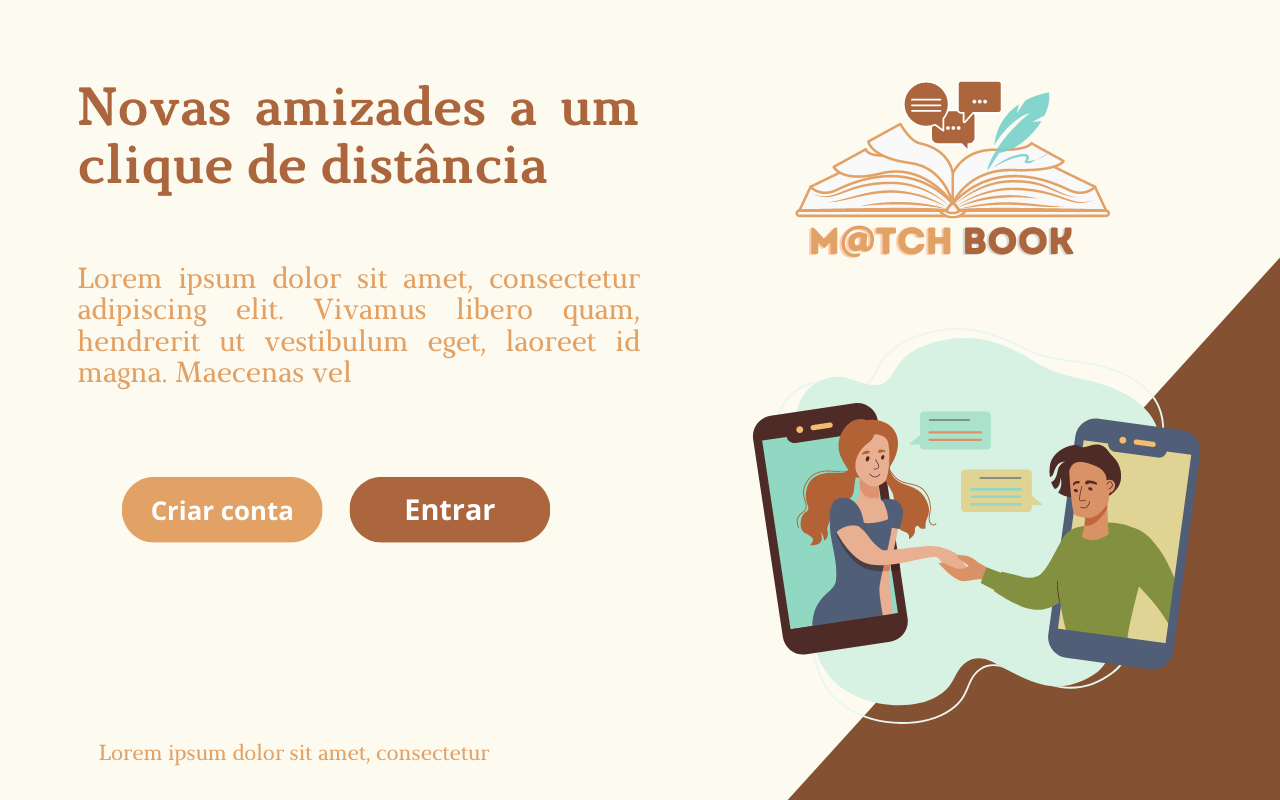 Novas amizades a um
clique de distância
Lorem ipsum dolor sit amet, consectetur
adipiscing elit. Vivamus libero quam,
hendrerit ut vestibulum eget, laoreet id
magna. Maecenas vel
Criar conta
Entrar
Lorem ipsum dolor sit amet, consectetur
M@TCH BOOK